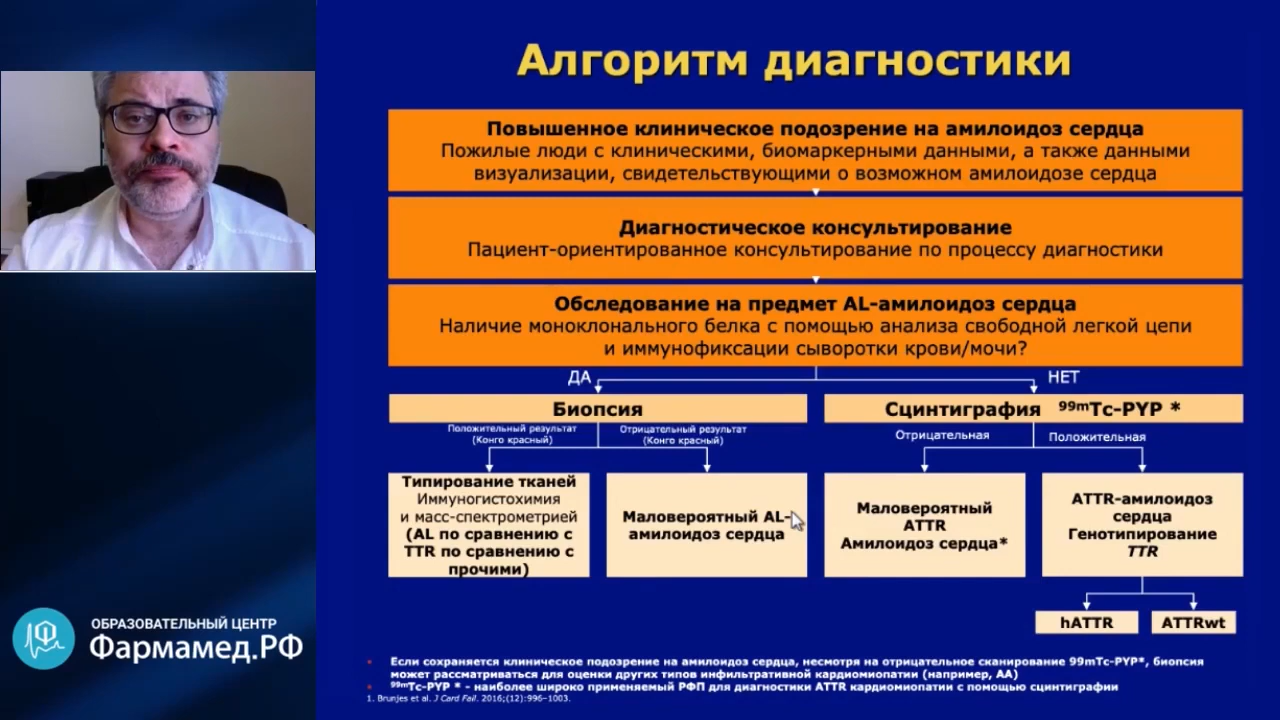 Алгоритм диагностики
Повышенное клиническое подозрение на амилоидоз сердца
Пожилые люди с клиническими, биомаркерными данными, а также данными
визуализации, свидетельствующими о возможном амилоидозе сердца
Диагностическое консультирование
Пациент-ориентированное консультирование по процессу диагностики
Обследование на предмет AL-амилоидоз сердца
Наличие моноклонального белка с помощью анализа свободной легкой цепи
и иммунофиксации сыворотки крови/мочи?
ДА
НЕТ
Биопсия
Сцинтиграфия ⁹⁹ᵐTc-PYP *
Положительный результат
(Конго красный)
Отрицательный результат
(Конго красный)
Отрицательная
Положительная
Типирование тканей
Иммуногистохимия
и масс-спектрометрией
(AL по сравнению с
TTR по сравнению с
прочими)
Маловероятный AL-
амилоидоз сердца
Маловероятный
ATTR
Амилоидоз сердца*
ATTR-амилоидоз
сердца
Генотипирование
TTR
hATTR
ATTRwt
Если сохраняется клиническое подозрение на амилоидоз сердца, несмотря на отрицательное сканирование 99mTc-PYP*, биопсия
может рассматриваться для оценки других типов инфильтративной кардиомиопатии (например, АА)
⁹⁹ᵐTc-PYP * - наиболее широко применяемый РФП для диагностики ATTR кардиомиопатии с помощью сцинтиграфии
1. Brunjes et al. J Card Fail. 2016;(12):996–1003.
ОБРАЗОВАТЕЛЬНЫЙ ЦЕНТР
Фармамед.РФ